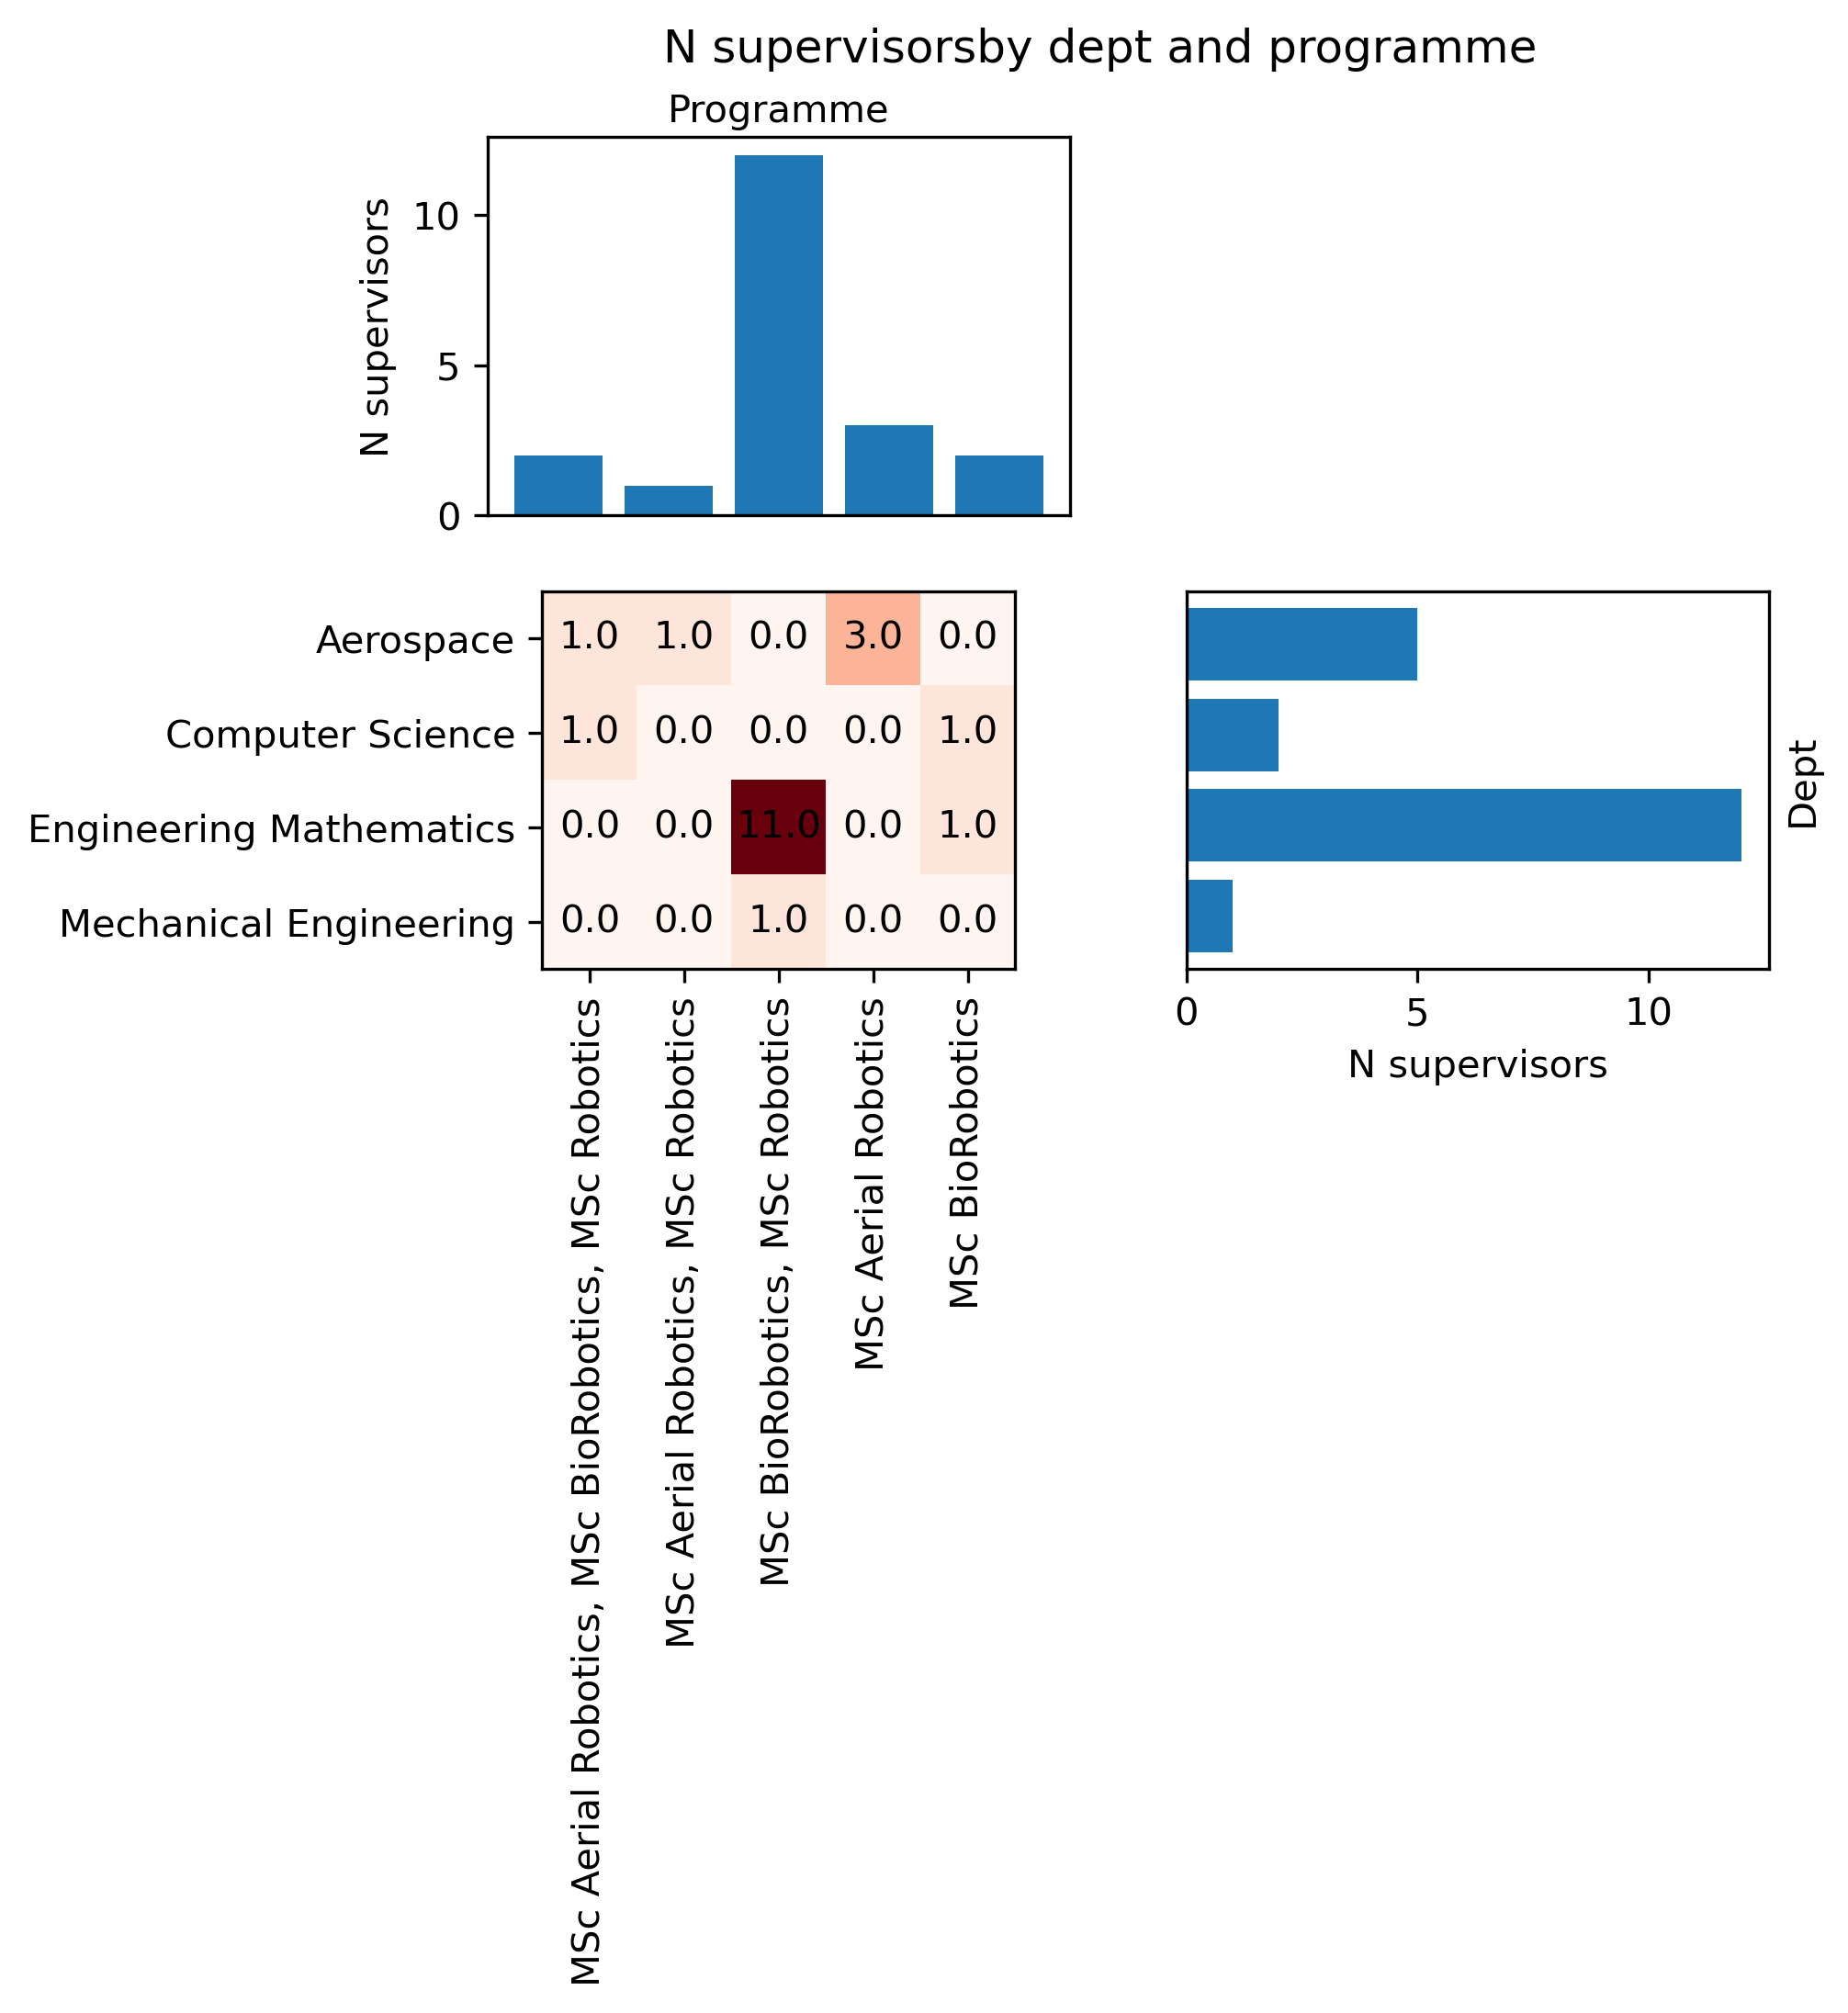 N supervisorsby dept and programme
Programme
N supervisors
10
5
0
Aerospace
1.0 1.0 0.0 3.0 0.0
Computer Science
1.0 0.0 0.0 0.0 1.0
Engineering Mathematics
0.0 0.0 11.0 0.0 1.0
Mechanical Engineering
0.0 0.0 1.0 0.0 0.0
MSc Aerial Robotics, MSc BioRobotics, MSc Robotics
MSc Aerial Robotics, MSc Robotics
MSc BioRobotics, MSc Robotics
MSc Aerial Robotics
MSc BioRobotics
Dept
0 5 10
N supervisors